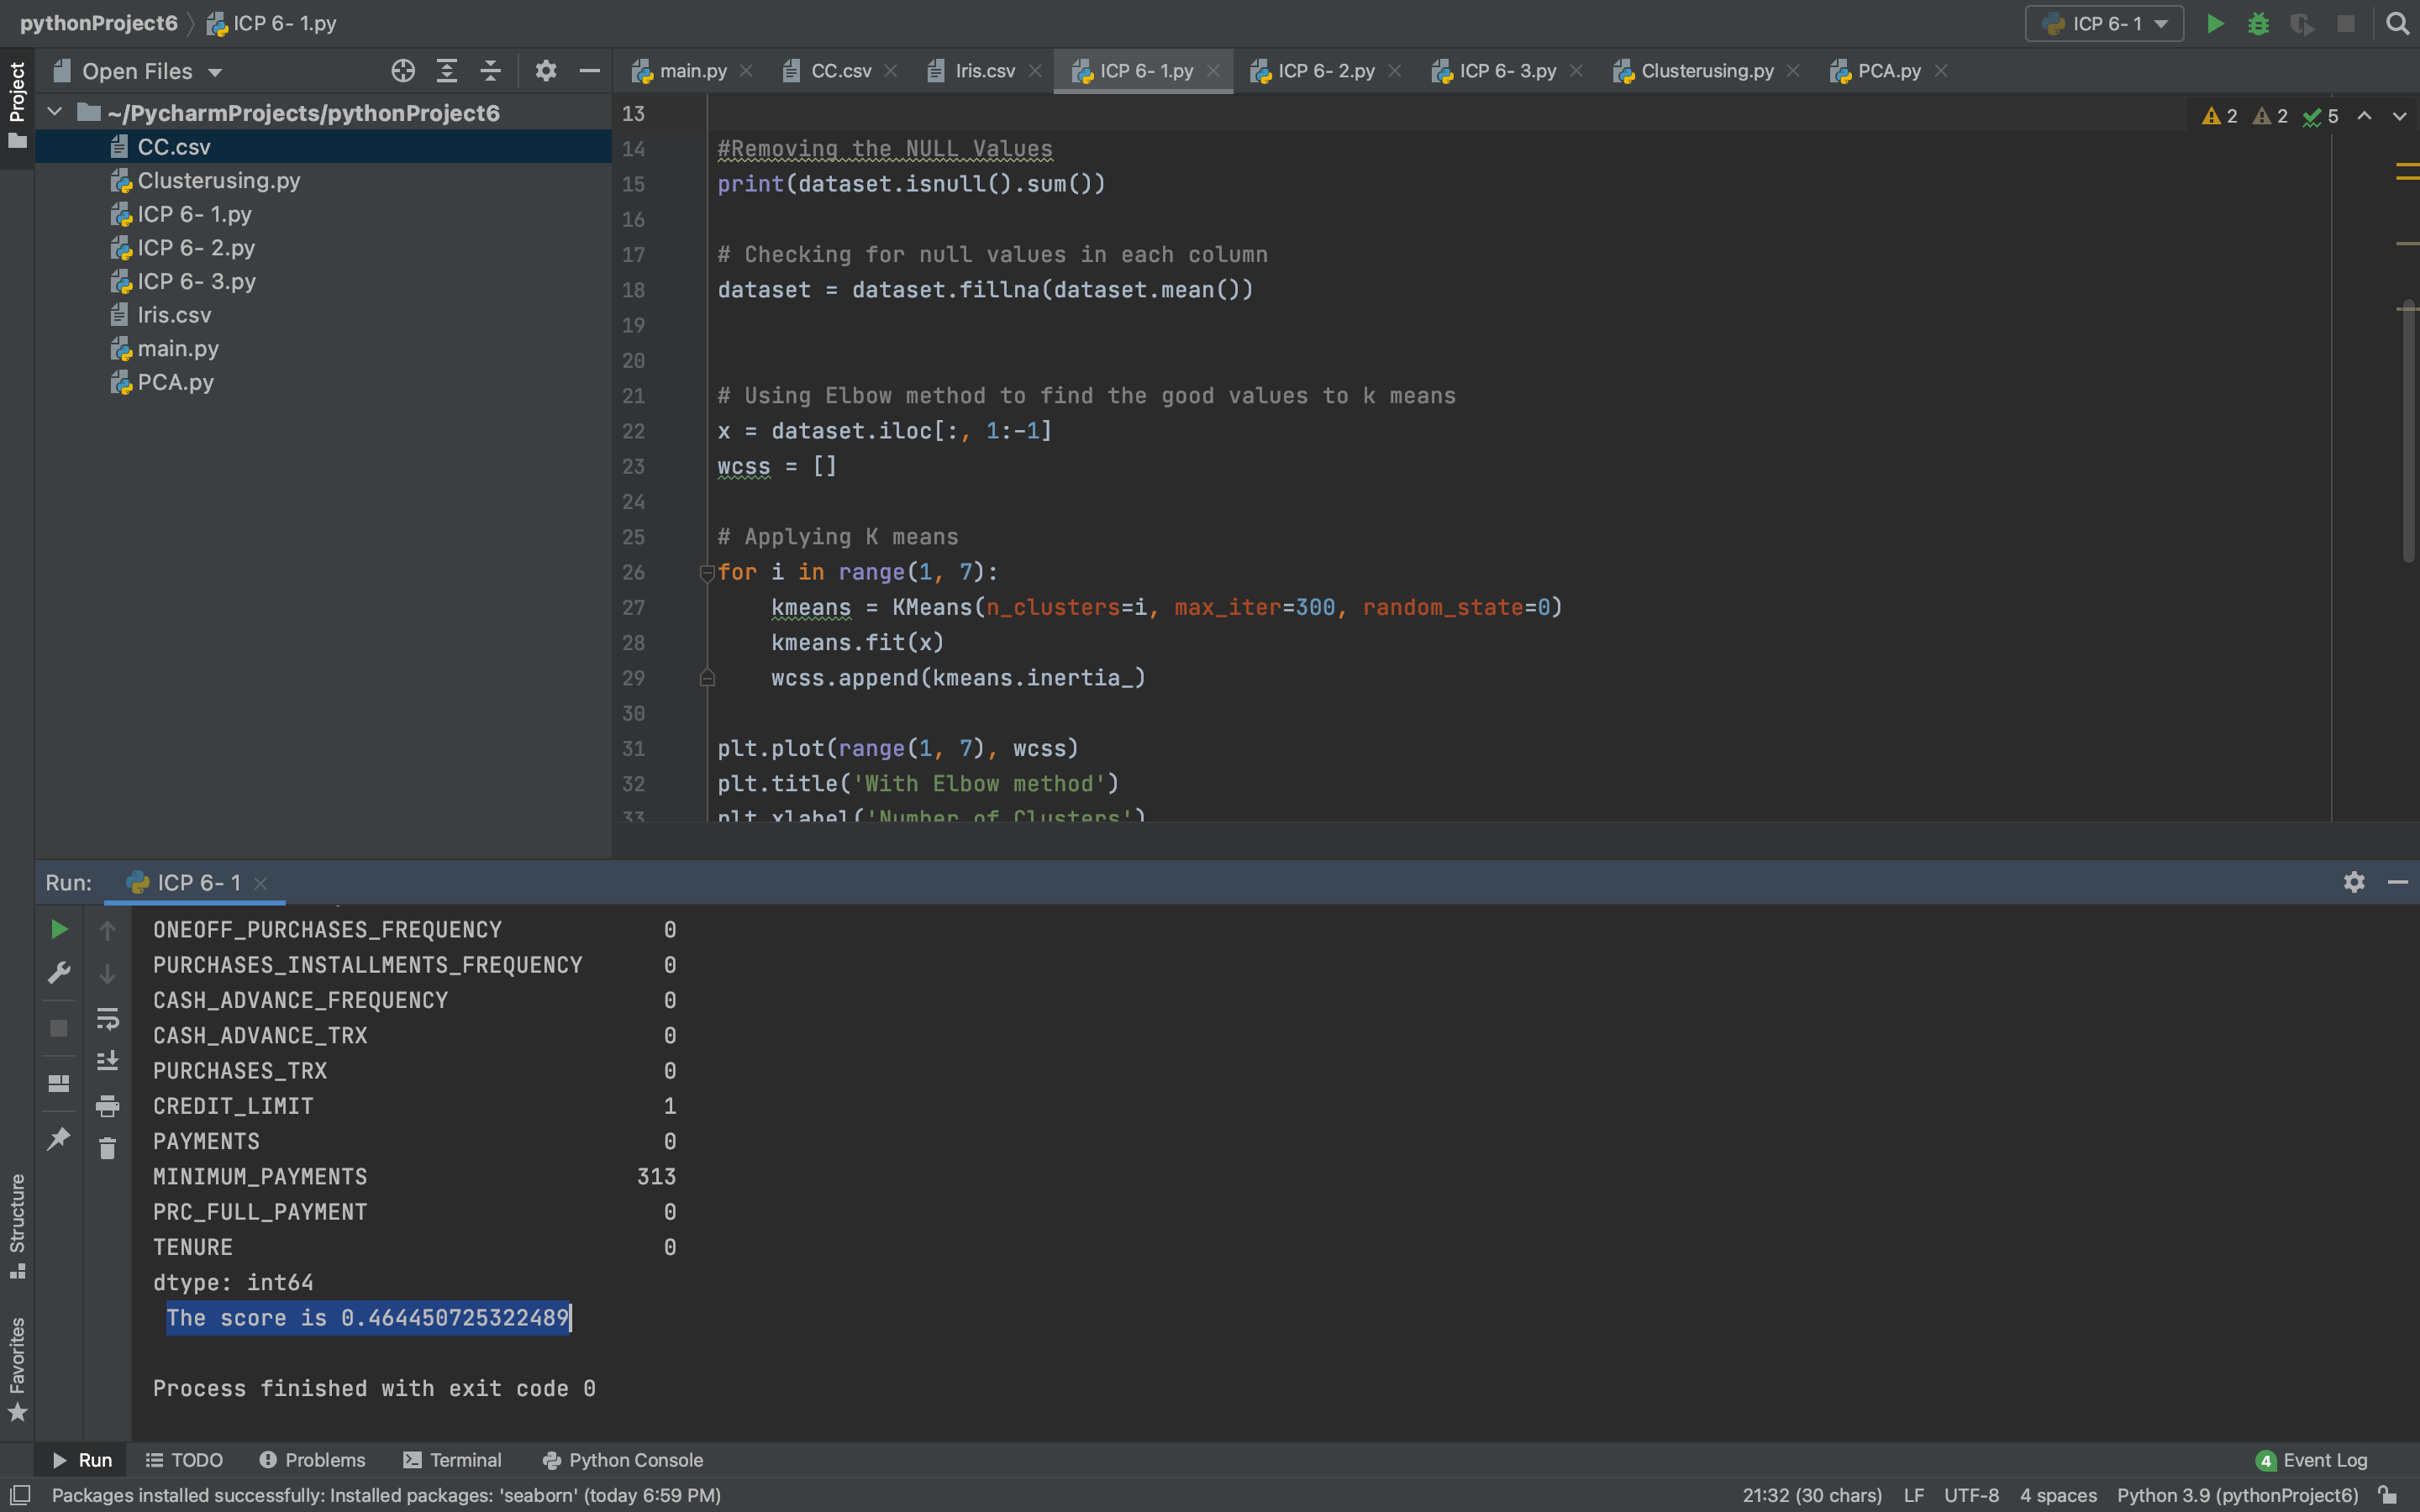 pythonProject6 ICP 6- 1.py ICP 6- 1
Project
Open Files
~/PycharmProjects/pythonProject6
CC.csv
Clusterusing.py
ICP 6- 1.py
ICP 6- 2.py
ICP 6- 3.py
Iris.csv
main.py
PCA.py
main.py CC.csv Iris.csv ICP 6- 1.py ICP 6- 2.py ICP 6- 3.py Clusterusing.py PCA.py
2 2 5
13
14 #Removing the NULL Values
15 print(dataset.isnull().sum())
16
17 # Checking for null values in each column
18 dataset = dataset.fillna(dataset.mean())
19
20
21 # Using Elbow method to find the good values to k means
22 x = dataset.iloc[:, 1:-1]
23 wcss = []
24
25 # Applying K means
26 for i in range(1, 7):
27 kmeans = KMeans(n_clusters=i, max_iter=300, random_state=0)
28 kmeans.fit(x)
29 wcss.append(kmeans.inertia_)
30
31 plt.plot(range(1, 7), wcss)
32 plt.title('With Elbow method')
33 plt.xlabel('Number of Clusters')
Run: ICP 6- 1
ONEOFF_PURCHASES_FREQUENCY 0
PURCHASES_INSTALLMENTS_FREQUENCY 0
CASH_ADVANCE_FREQUENCY 0
CASH_ADVANCE_TRX 0
PURCHASES_TRX 0
CREDIT_LIMIT 1
PAYMENTS 0
MINIMUM_PAYMENTS 313
PRC_FULL_PAYMENT 0
TENURE 0
dtype: int64
The score is 0.464450725322489
Process finished with exit code 0
Structure
Favorites
Run TODO Problems Terminal Python Console 4 Event Log
Packages installed successfully: Installed packages: 'seaborn' (today 6:59 PM) 21:32 (30 chars) LF UTF-8 4 spaces Python 3.9 (pythonProject6)